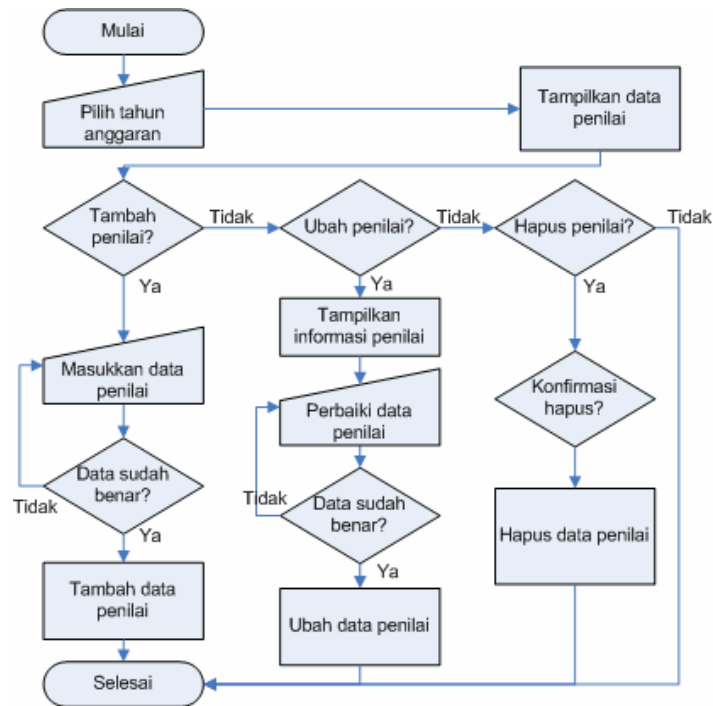 Mulai
Pilih tahun
anggaran
Tampilkan data
penilai
Tambah
penilai?
Tidak
Ubah penilai?
Tidak
Hapus penilai?
Tidak
Ya
Masukkan data
penilai
Data sudah
benar?
Tidak
Ya
Tambah data
penilai
Ya
Tampilkan
informasi penilai
Perbaiki data
penilai
Data sudah
benar?
Tidak
Ya
Ubah data penilai
Ya
Konfirmasi
hapus?
Hapus data penilai
Selesai